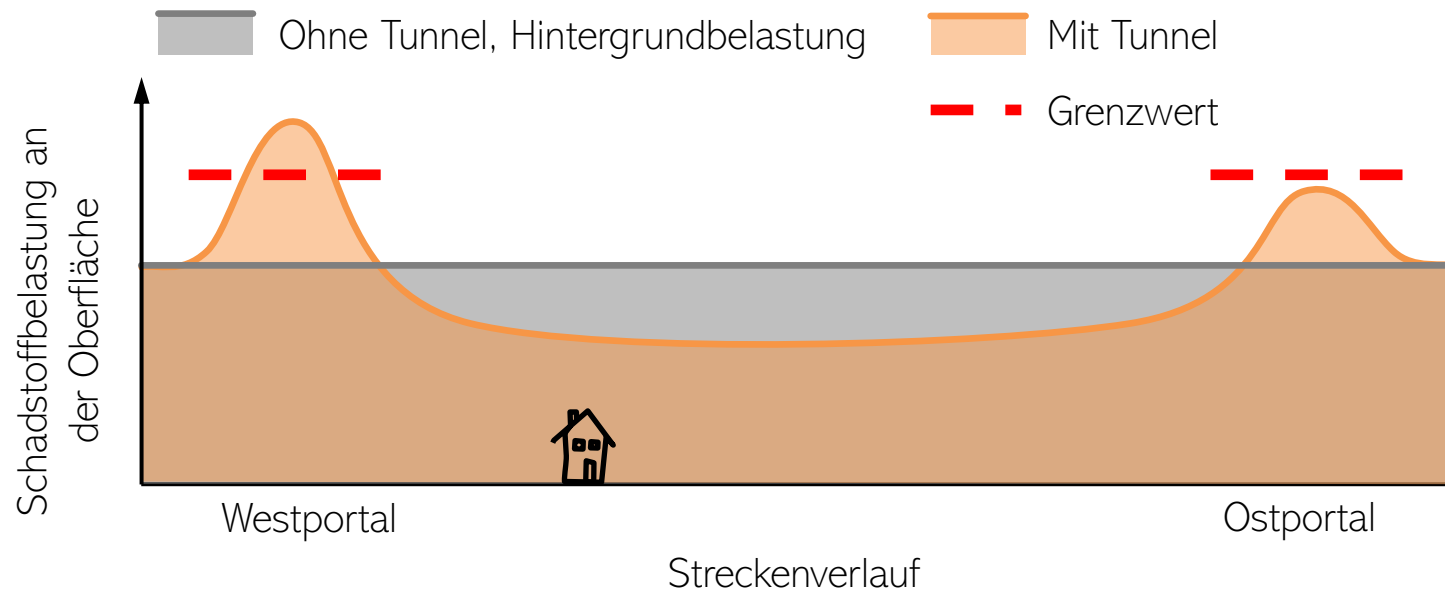 Ohne Tunnel, Hintergrundbelastung
Mit Tunnel
Grenzwert
Schadstoffbelastung an
der Oberfläche
Westportal
Ostportal
Streckenverlauf